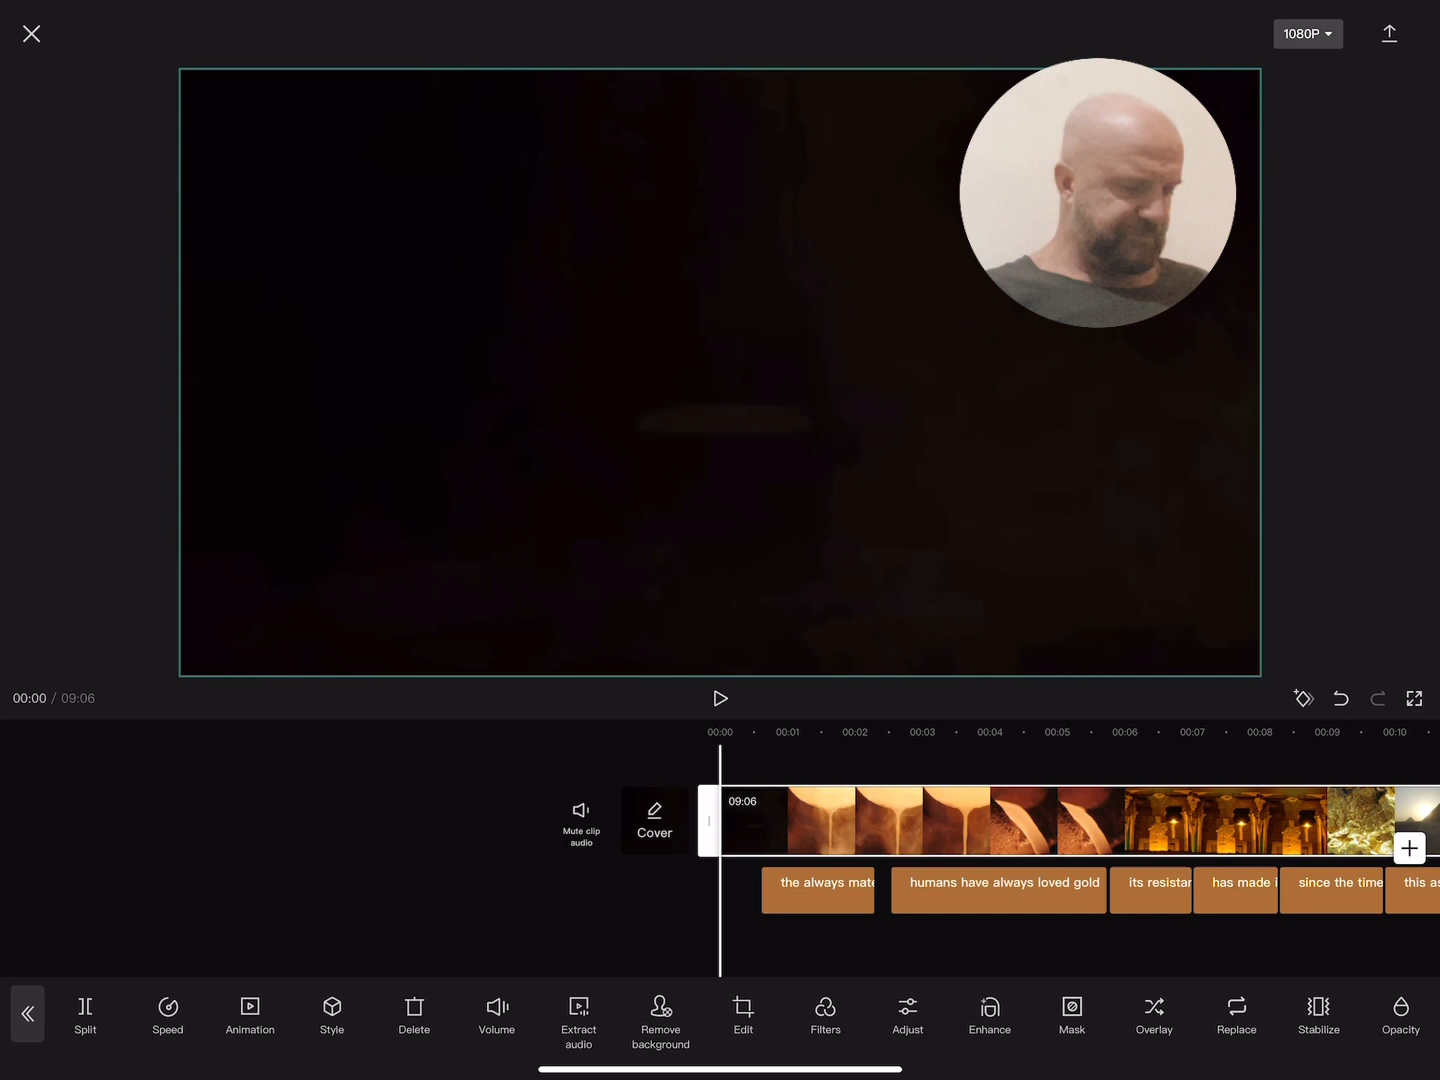 1080P
00:00 / 09:06
00:00 00:01 00:02 00:03 00:04 00:05 00:06 00:07 00:08 00:09 00:10
Mute clip
audio
Cover
09:06
the always mate
humans have always loved gold
its resistar
has made i
since the time
this as
Split
Speed
Animation
Style
Delete
Volume
Extract
audio
Remove
background
Edit
Filters
Adjust
Enhance
Mask
Overlay
Replace
Stabilize
Opacity